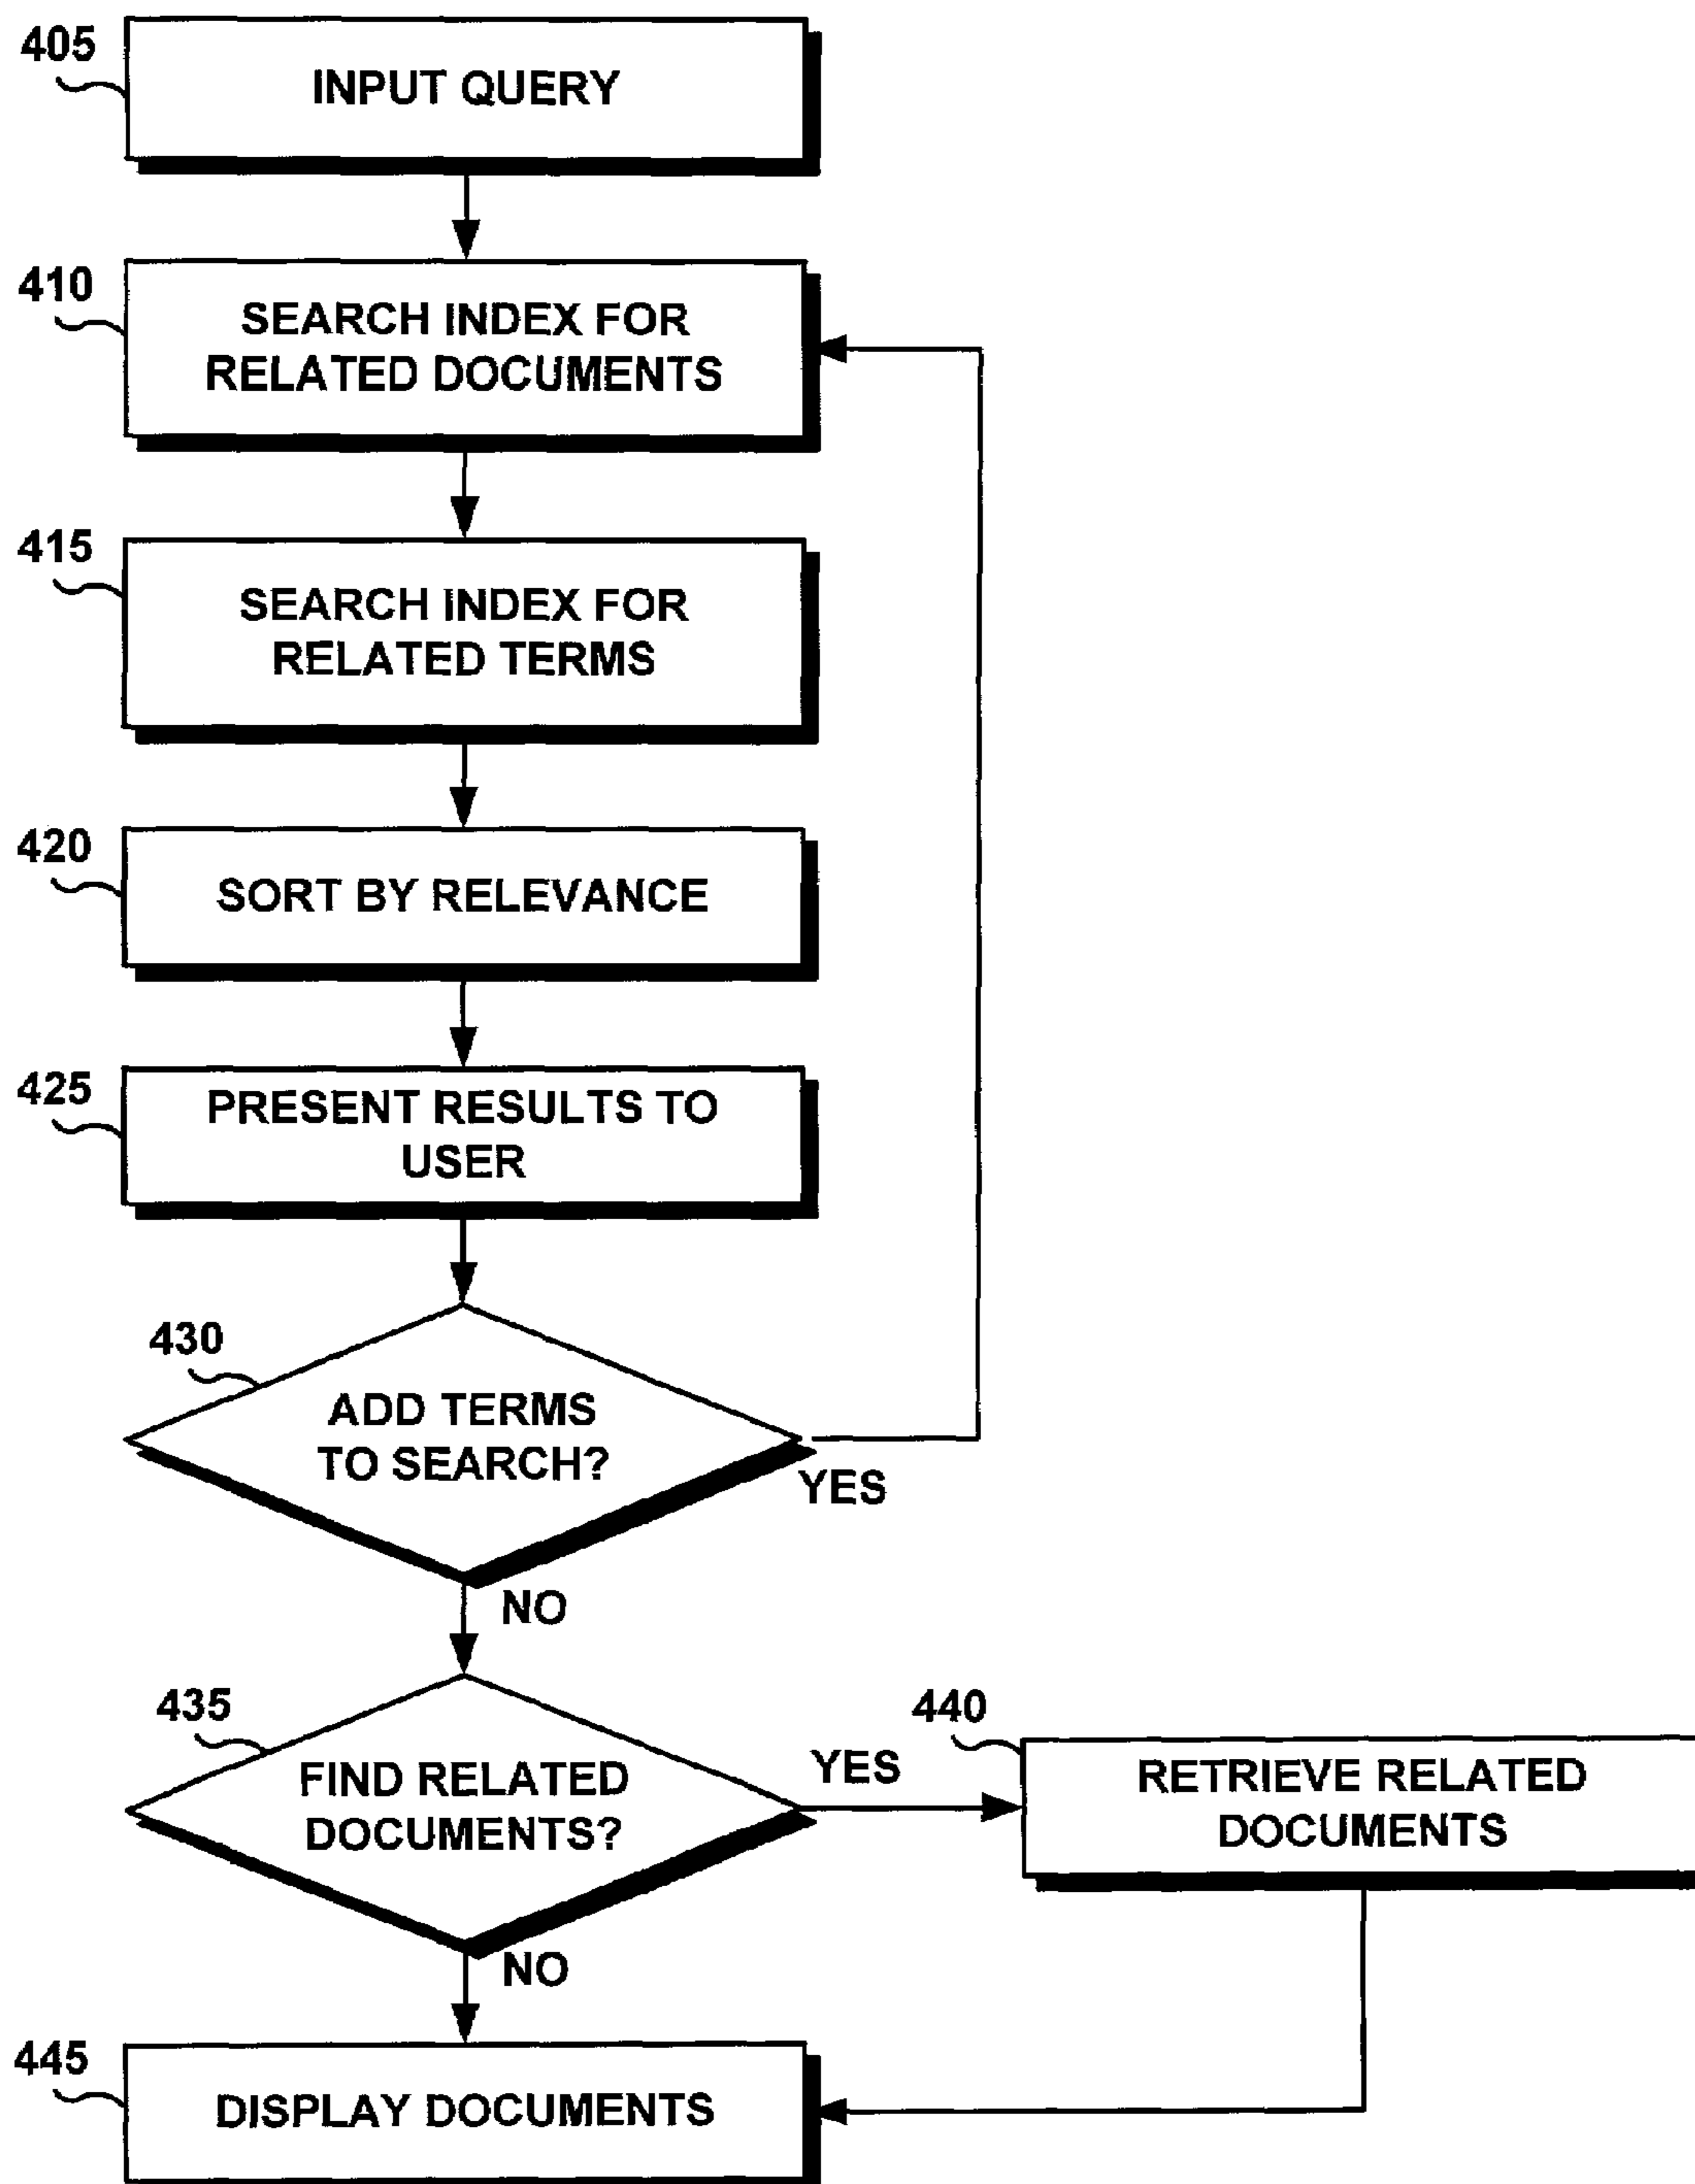 405
INPUT QUERY
410
SEARCH INDEX FOR
RELATED DOCUMENTS
415
SEARCH INDEX FOR
RELATED TERMS
420
SORT BY RELEVANCE
425
PRESENT RESULTS TO
USER
430
ADD TERMS
TO SEARCH?
YES
NO
435
FIND RELATED
DOCUMENTS?
YES
440
RETRIEVE RELATED
DOCUMENTS
NO
445
DISPLAY DOCUMENTS